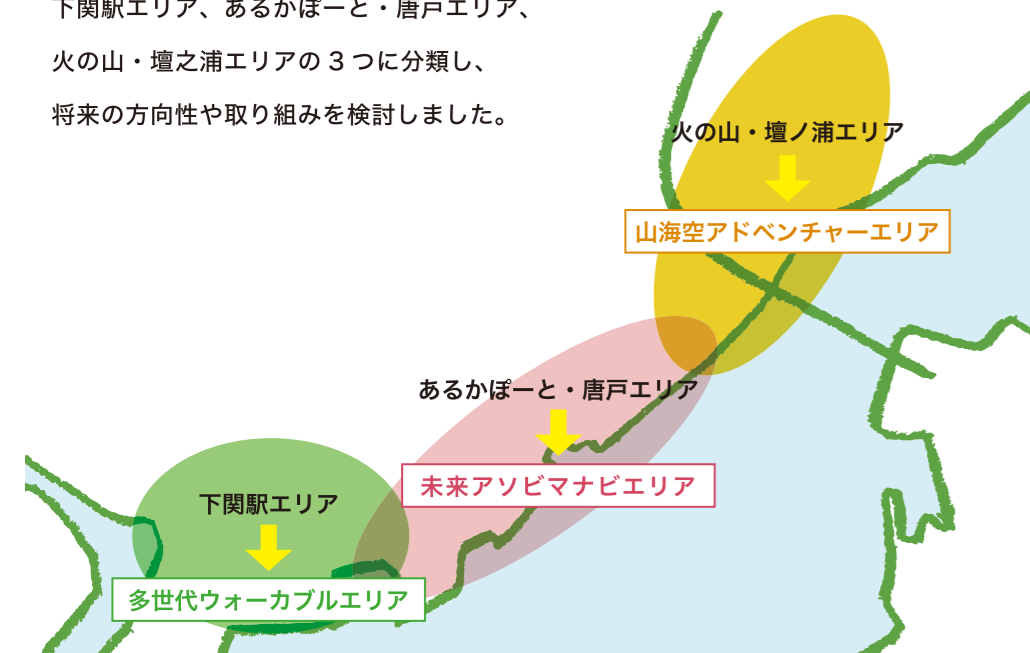 下関駅エリア、あるかぽーと・唐戸エリア、
火の山・壇之浦エリアの３つに分類し、
将来の方向性や取り組みを検討しました。
火の山・壇ノ浦エリア
山海空アドベンチャーエリア
あるかぽーと・唐戸エリア
未来アソビマナビエリア
下関駅エリア
多世代ウォーカブルエリア